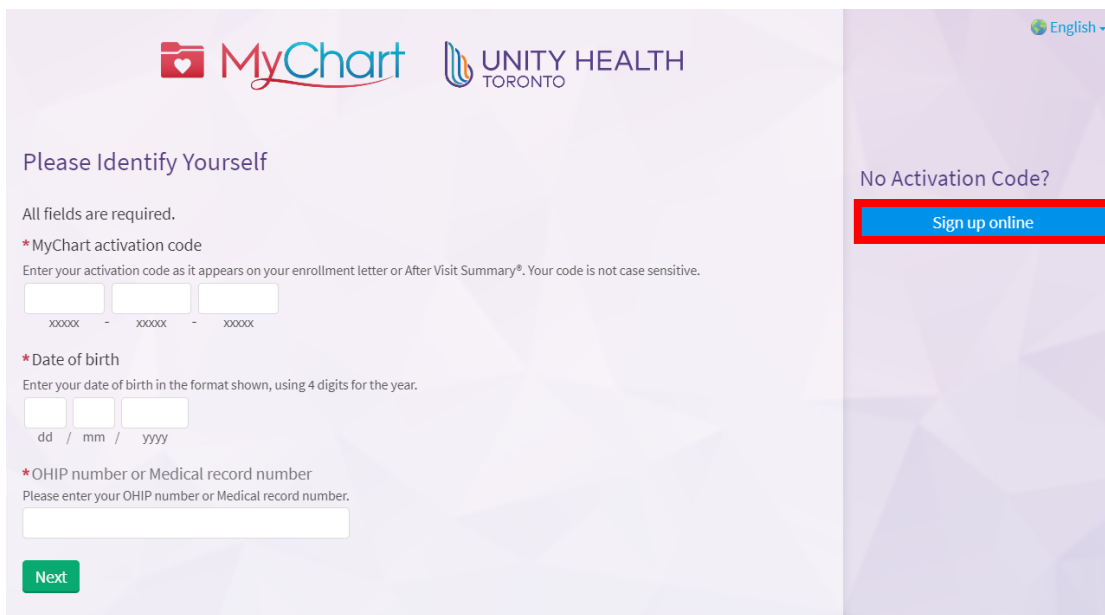 English
MyChart
UNITY HEALTH
TORONTO
Please Identify Yourself
All fields are required.
*MyChart activation code
Enter your activation code as it appears on your enrollment letter or After Visit Summary®. Your code is not case sensitive.
xxxxx - xxxxx - xxxxx
*Date of birth
Enter your date of birth in the format shown, using 4 digits for the year.
dd / mm / yyyy
*OHIP number or Medical record number
Please enter your OHIP number or Medical record number.
Next
No Activation Code?
Sign up online